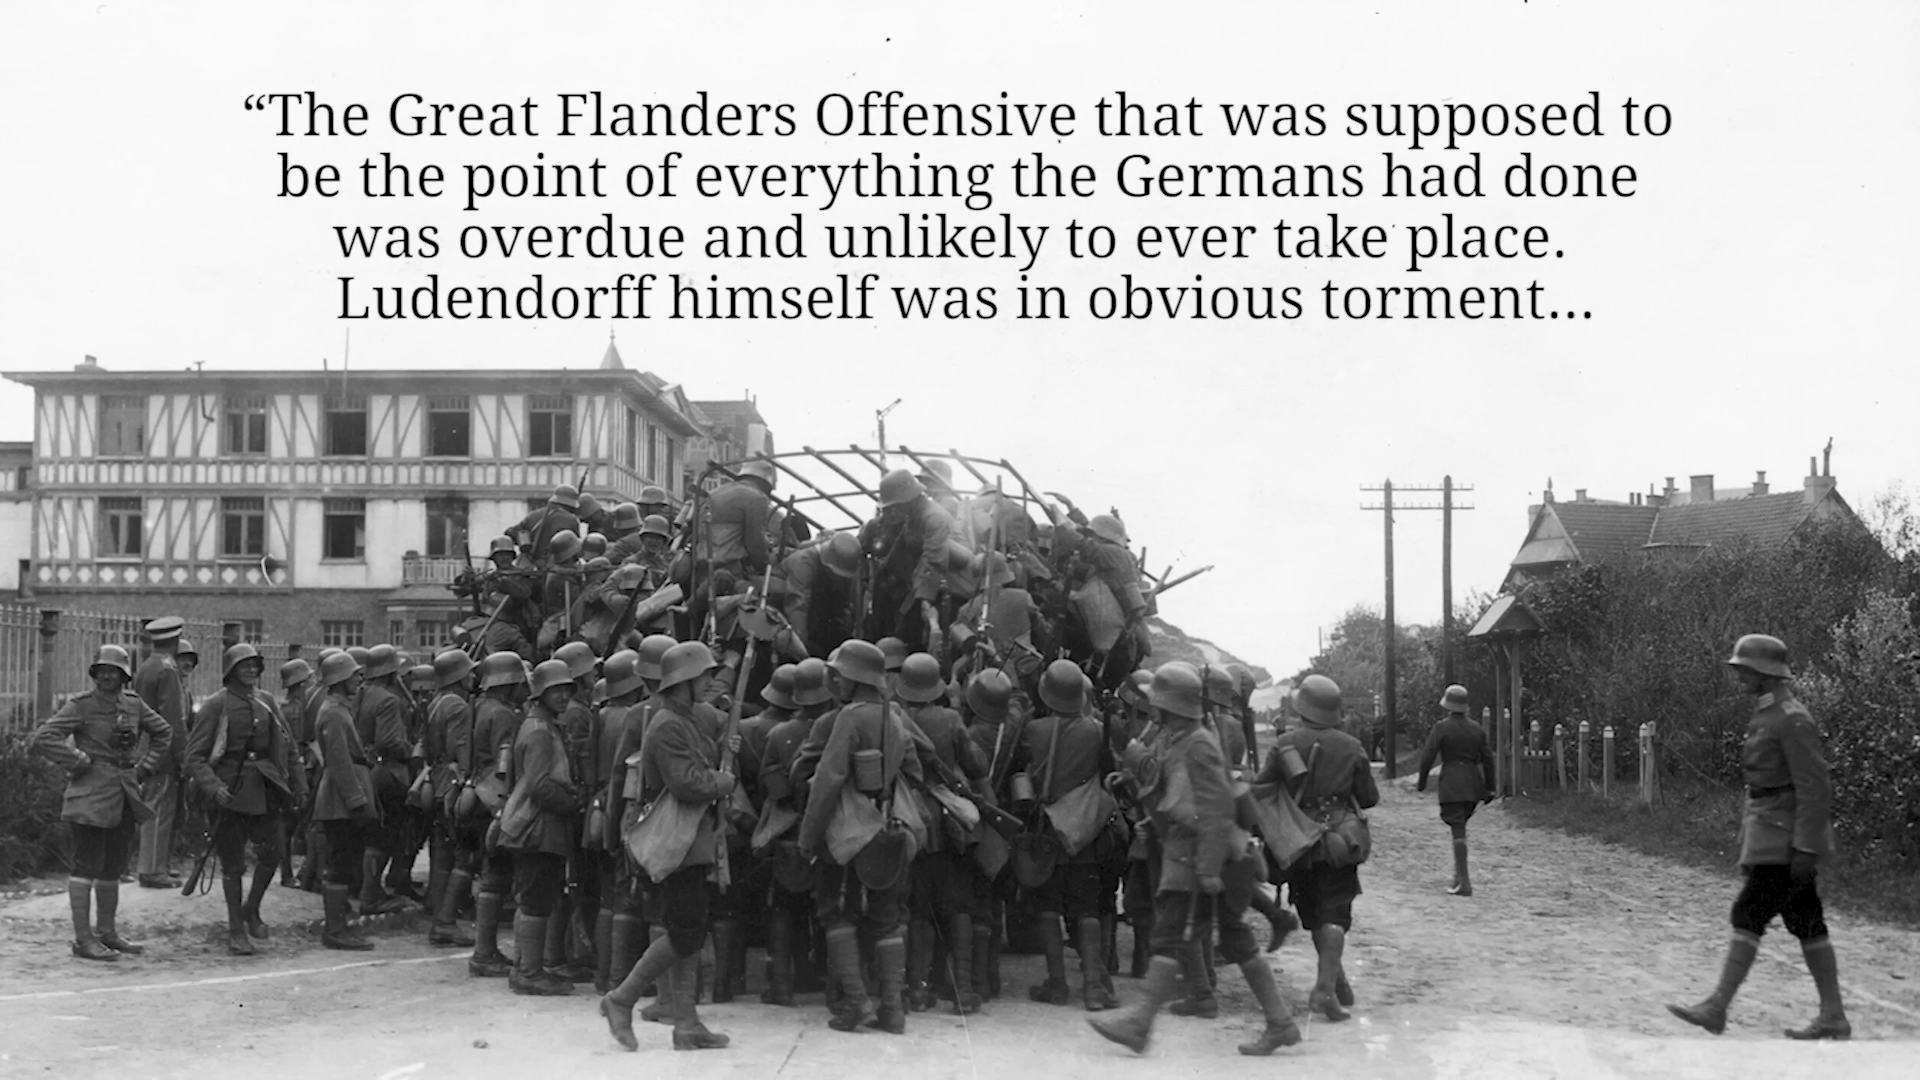 “The Great Flanders Offensive that was supposed to
be the point of everything the Germans had done
was overdue and unlikely to ever take place.
Ludendorff himself was in obvious torment...